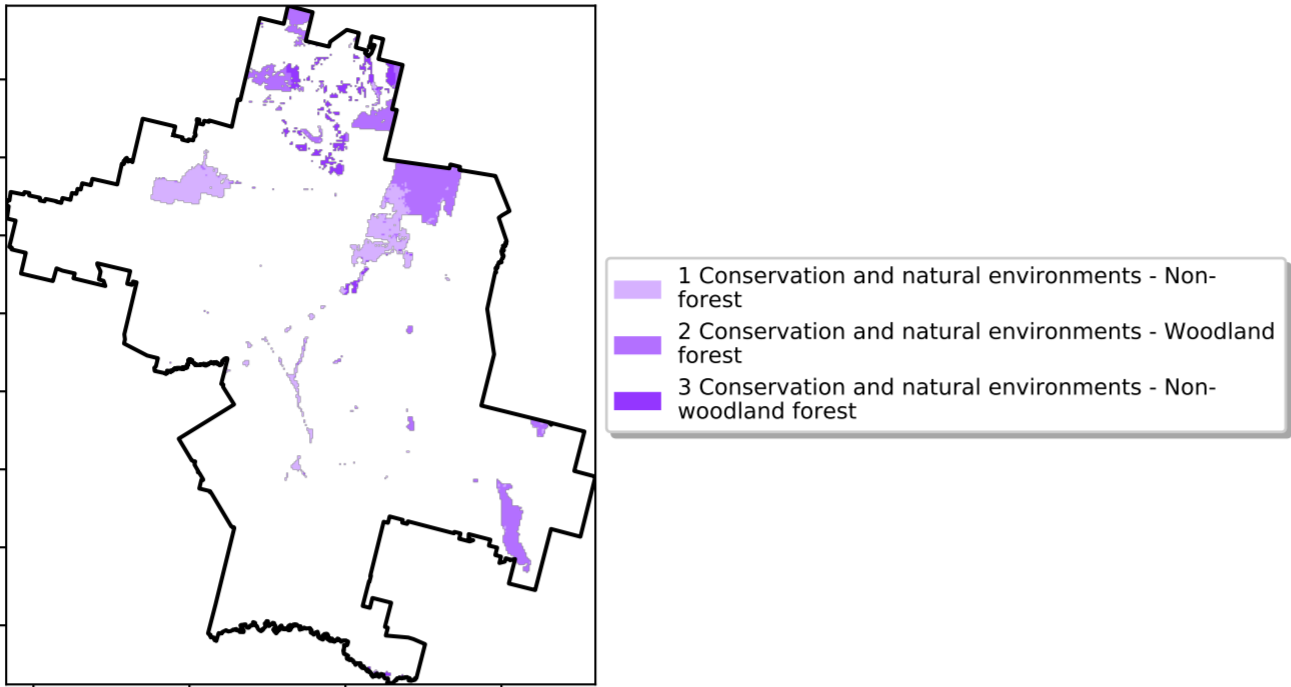 1 Conservation and natural environments - Non-
forest
2 Conservation and natural environments - Woodland
forest
3 Conservation and natural environments - Non-
woodland forest